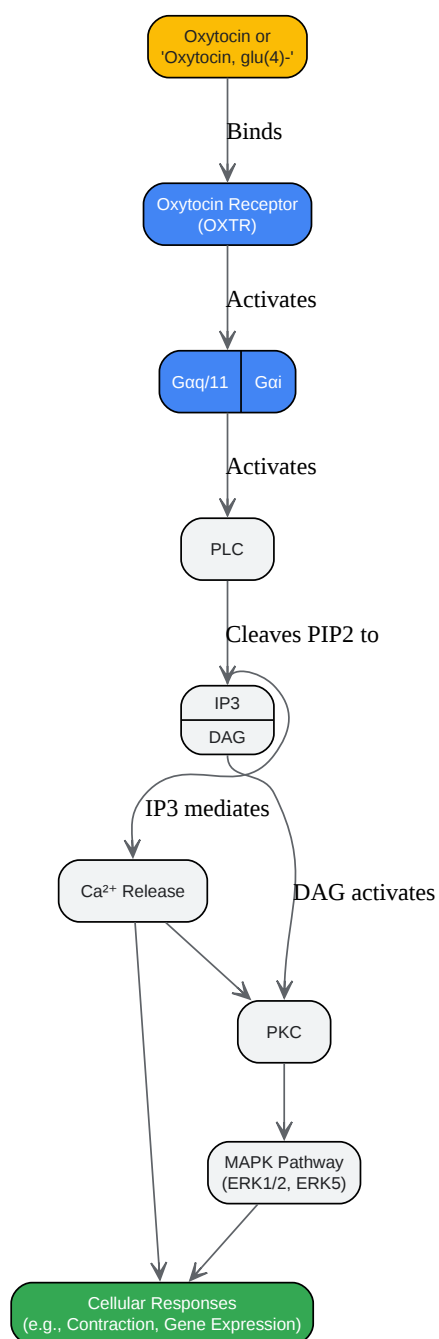 Oxytocin or
'Oxytocin, glu(4)-'
Binds
Oxytocin Receptor
(OXTR)
Activates
Gαq/11
Gαi
Activates
PLC
Cleaves PIP2 to
IP3
DAG
IP3 mediates
Ca²⁺ Release
DAG activates
PKC
MAPK Pathway
(ERK1/2, ERK5)
Cellular Responses
(e.g., Contraction, Gene Expression)